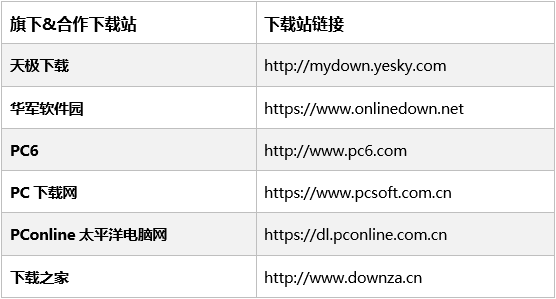 旗下&合作下载站 下载站链接
天极下载 http://mydown.yesky.com
华军软件园 https://www.onlinedown.net
PC6 http://www.pc6.com
PC 下载网 https://www.pcsoft.com.cn
PConline 太平洋电脑网 https://dl.pconline.com.cn
下载之家 http://www.downza.cn